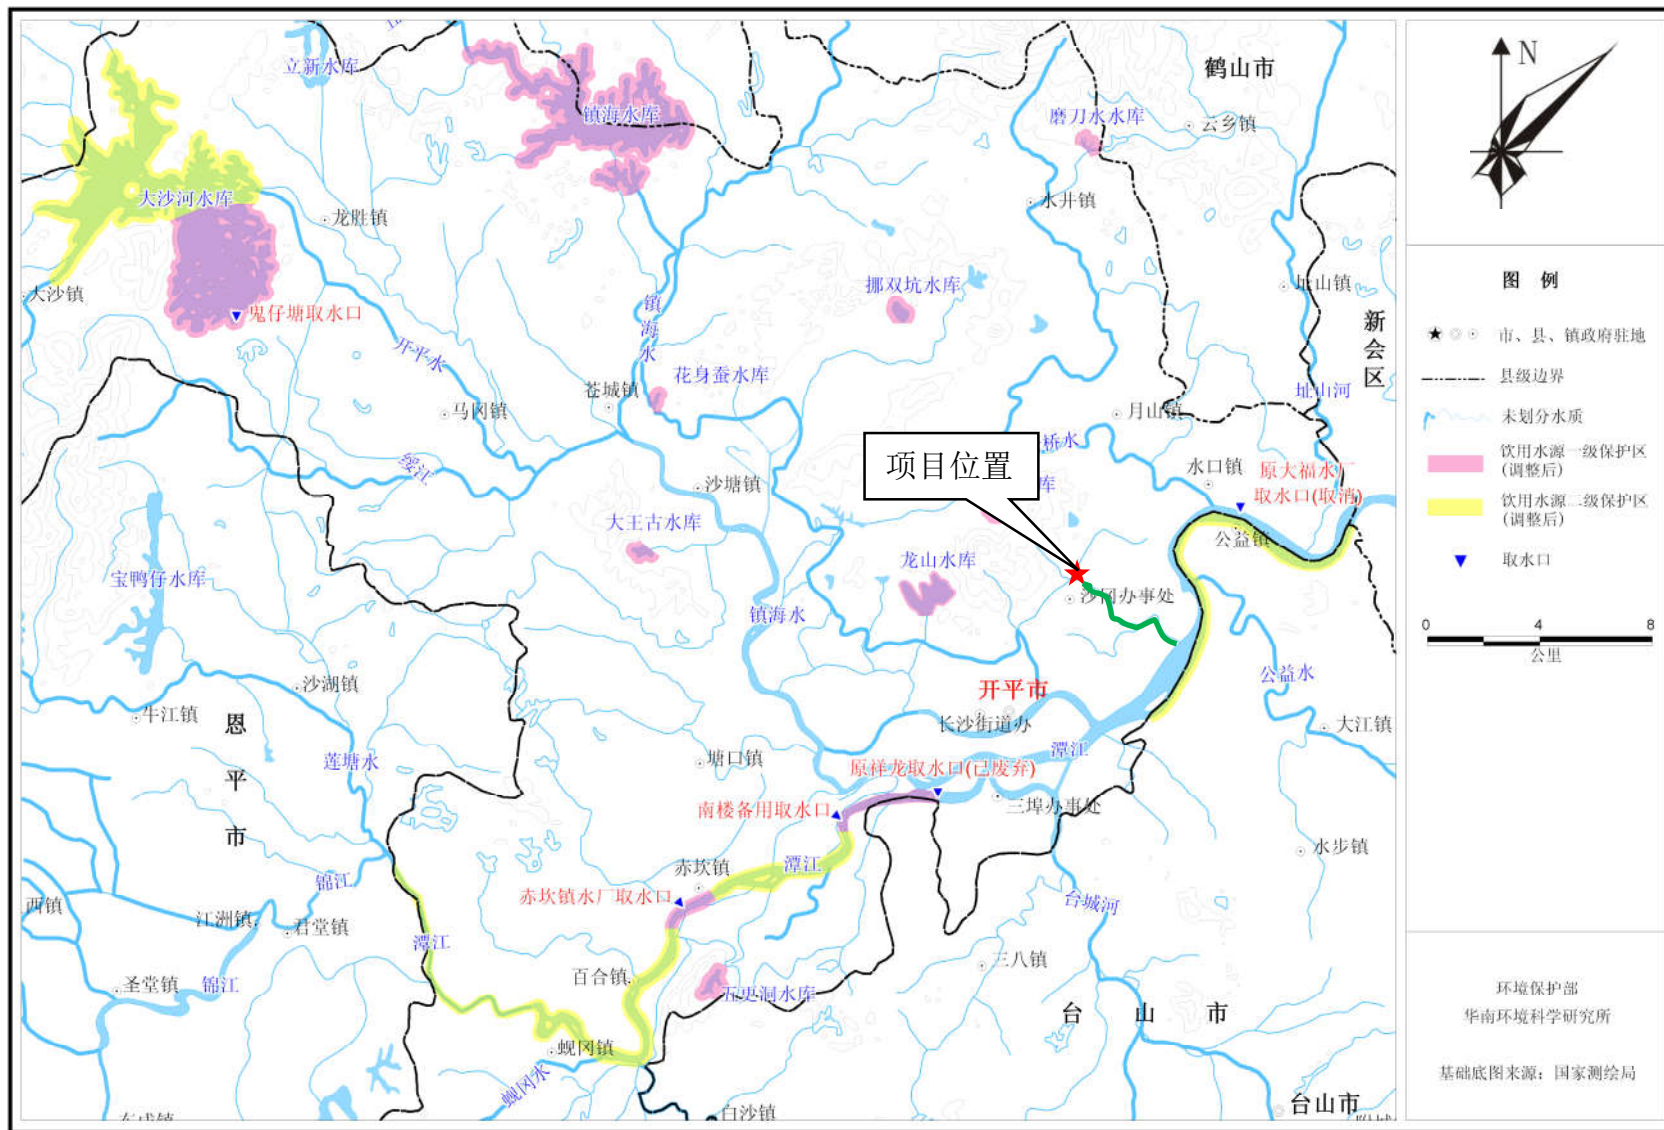 立新水库
鹤山市
镇海水库
磨刀水水库
云乡镇
大沙河水库
龙胜镇
水井镇
大沙镇
鬼仔塘取水口
挪双坑水库
址山镇
新会区
镇海水
开平水
花身蚕水库
苍城镇
址山河
马冈镇
月山镇
桥水
项目位置
水口镇
原大福水厂
取水口(取消)
绥江
沙塘镇
库
大王古水库
公益镇
宝鸭仔水库
龙山水库
沙冈办事处
镇海水
公益水
沙湖镇
开平市
牛江镇
恩平市
长沙街道办
大江镇
莲塘水
塘口镇
潭江
原祥龙取水口(已废弃)
南楼备用取水口
三埠办事处
水步镇
赤坎镇
潭江
锦江
赤坎镇水厂取水口
台城河
西镇
江洲镇
君堂镇
潭江
三八镇
圣堂镇
锦江
百合镇
五更洞水库
台山市
蚬冈镇
蚬冈水
白沙镇
台山市
N
图 例
市、县、镇政府驻地
县级边界
未划分水质
饮用水源一级保护区
(调整后)
饮用水源二级保护区
(调整后)
取水口
0 4 8
公里
环境保护部
华南环境科学研究所
基础底图来源：国家测绘局